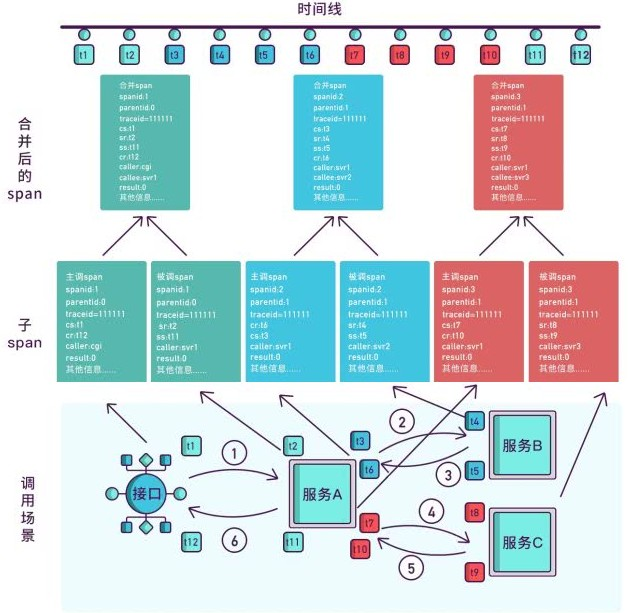 时间线
t1 t2 t3 t4 t5 t6 t7 t8 t9 t10 t11 t12
合并后的span
合并span
spanid:1
parentid:0
traceid=111111
cs:t1
sr:t2
ss:t11
cr:t12
caller:cgi
callee:svr1
result:0
其他信息......
合并span
spanid:2
parentid:1
traceid=111111
cs:t3
sr:t4
ss:t5
cr:t6
caller:svr1
callee:svr2
result:0
其他信息......
合并span
spanid:3
parentid:1
traceid=111111
cs:t7
sr:t8
ss:t9
cr:t10
caller:svr1
callee:svr3
result:0
其他信息......
子span
主调span
spanid:1
parentid:0
traceid=111111
cs:t1
cr:t12
caller:cgi
result:0
其他信息......
被调span
spanid:1
parentid:0
traceid=111111
sr:t2
ss:t11
caller:svr1
result:0
其他信息......
主调span
spanid:2
parentid:1
traceid=111111
cr:t6
cs:t3
caller:svr1
result:0
其他信息......
被调span
spanid:2
parentid:1
traceid=111111
sr:t4
ss:t5
caller:svr2
result:0
其他信息......
主调span
spanid:3
parentid:1
traceid=111111
cs:t7
cr:t10
caller:svr1
result:0
其他信息......
被调span
spanid:3
parentid:1
traceid=111111
sr:t8
ss:t9
caller:svr3
result:0
其他信息......
调用场景
接口
t1
1
t2
t12
6
t11
服务A
t3
t6
t7
t10
2
3
4
5
t4
t5
服务B
t8
t9
服务C